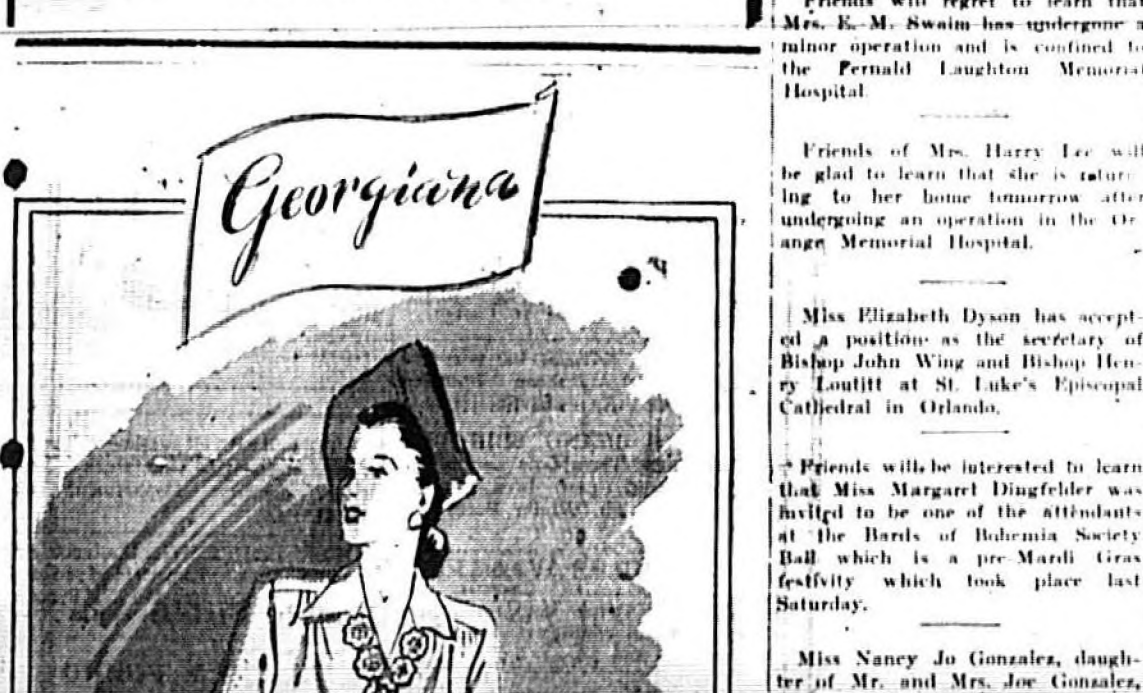 Georgiana
Friends will regret to learn that
Mrs. E. M. Swaim has undergone a
minor operation and is confined to
the Fernald Laughton Memorial
Hospital.
Friends of Mrs. Harry Lee will
be glad to learn that she is return-
ing to her home tomorrow after
undergoing an operation in the Or-
ange Memorial Hospital.
Miss Elizabeth Dyson has accept-
ed a position as the secretary of
Bishop John Wing and Bishop Hen-
ry Loutitt at St. Luke's Episcopal
Cathedral in Orlando.
Friends will be interested to learn
that Miss Margaret Dingfelder was
invited to be one of the attendants
at the Bards of Bohemia Society
Ball which is a pre-Mardi Gras
festivity which took place last
Saturday.
Miss Nancy Jo Gonzalez, daugh-
ter of Mr. and Mrs. Joe Gonzalez,